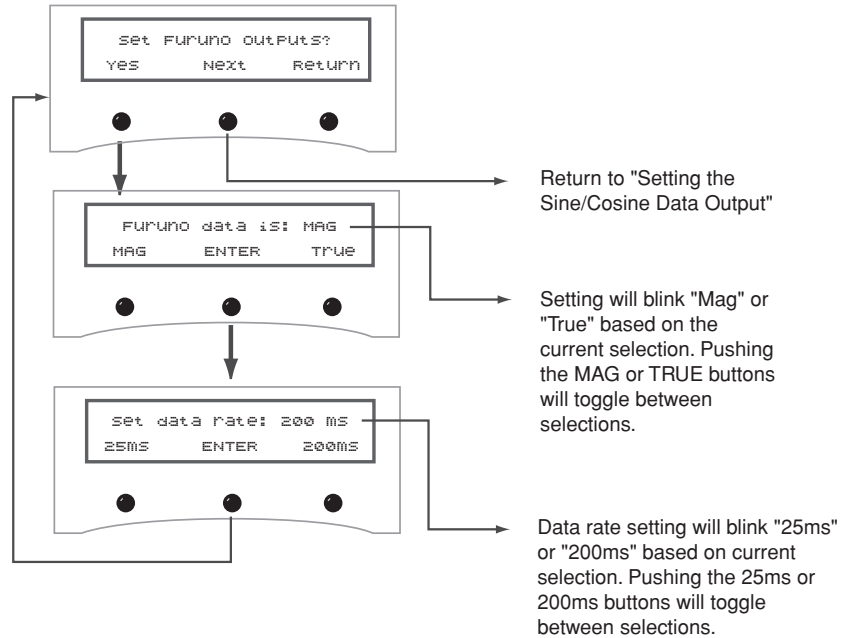 Set Furuno outputs?
Yes Next Return
Return to "Setting the
Sine/Cosine Data Output"
Furuno data is: MAG
MAG ENTER True
Setting will blink "Mag" or
"True" based on the
current selection. Pushing
the MAG or TRUE buttons
will toggle between
selections.
Set data rate: 200 ms
25ms ENTER 200ms
Data rate setting will blink "25ms"
or "200ms" based on current
selection. Pushing the 25ms or
200ms buttons will toggle
between selections.